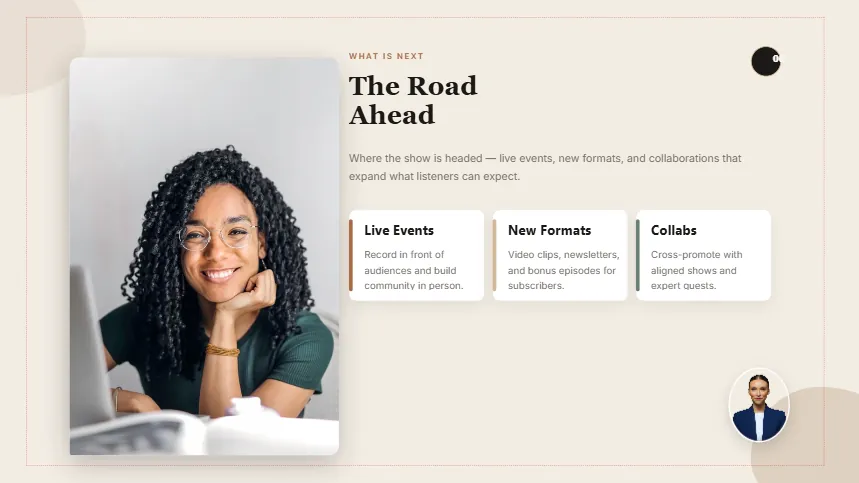 WHAT IS NEXT
The Road
Ahead
Where the show is headed — live events, new formats, and collaborations that
expand what listeners can expect.
Live Events
Record in front of
audiences and build
community in person.
New Formats
Video clips, newsletters,
and bonus episodes for
subscribers.
Collabs
Cross-promote with
aligned shows and
expert guests.